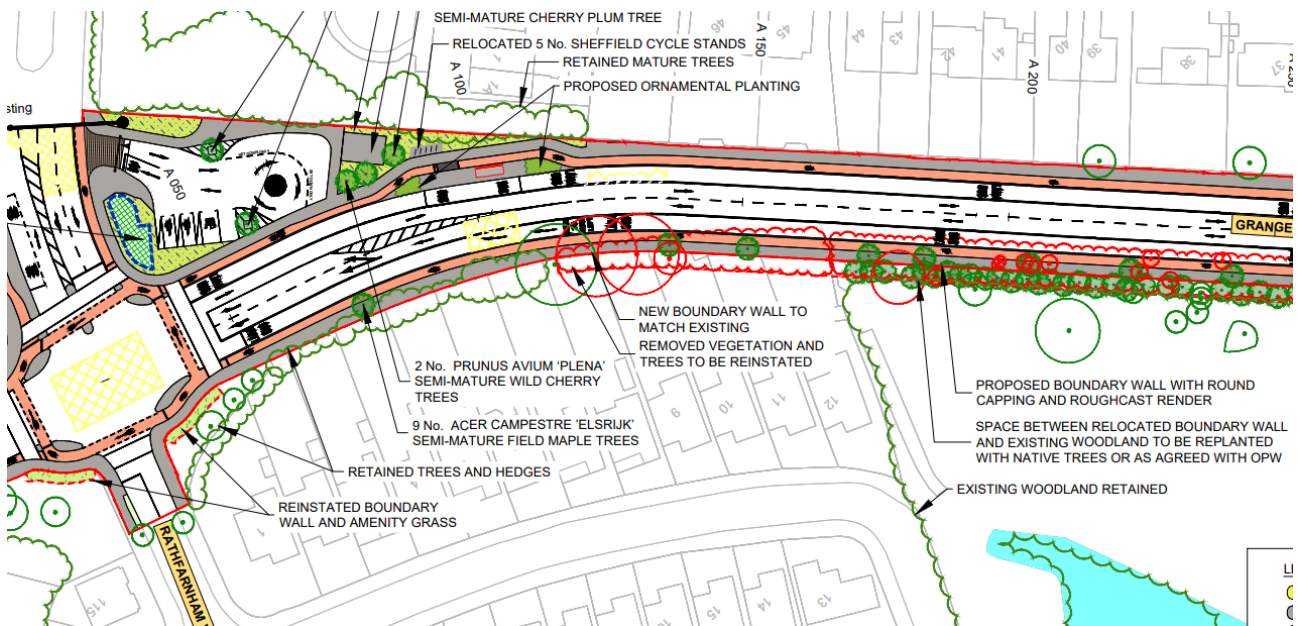 SEMI-MATURE CHERRY PLUM TREE
RELOCATED 5 No. SHEFFIELD CYCLE STANDS
RETAINED MATURE TREES
PROPOSED ORNAMENTAL PLANTING
sting
A 050
A 100
A 150
A 200
A 250
1
1A
46
45
44
43
42
41
40
39
38
37
GRANGE
NEW BOUNDARY WALL TO
MATCH EXISTING
REMOVED VEGETATION AND
TREES TO BE REINSTATED
2 No. PRUNUS AVIUM 'PLENA'
SEMI-MATURE WILD CHERRY
TREES
9 No. ACER CAMPESTRE 'ELSRIJK'
SEMI-MATURE FIELD MAPLE TREES
RETAINED TREES AND HEDGES
REINSTATED BOUNDARY
WALL AND AMENITY GRASS
PROPOSED BOUNDARY WALL WITH ROUND
CAPPING AND ROUGHCAST RENDER
SPACE BETWEEN RELOCATED BOUNDARY WALL
AND EXISTING WOODLAND TO BE REPLANTED
WITH NATIVE TREES OR AS AGREED WITH OPW
EXISTING WOODLAND RETAINED
RATHFARNHAM
9
10
11
12
1
13
14
15
16
115